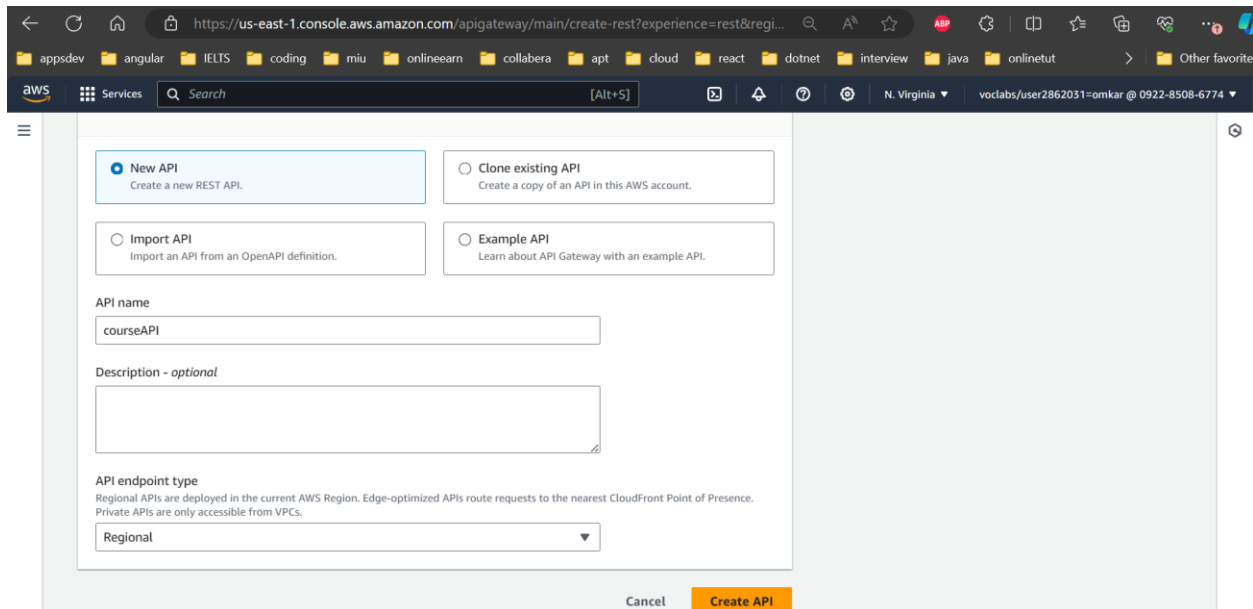 https://us-east-1.console.aws.amazon.com/apigateway/main/create-rest?experience=rest&regi...
ABP
appsdev angular IELTS coding miu onlineearn collabera apt cloud react dotnet interview java onlinetut Other favorite
aws Services Search [Alt+S] N. Virginia ▼ voclabs/user2862031=omkar @ 0922-8508-6774 ▼
New API Clone existing API
Create a new REST API. Create a copy of an API in this AWS account.
Import API Example API
Import an API from an OpenAPI definition. Learn about API Gateway with an example API.
API name
courseAPI
Description - optional
API endpoint type
Regional APIs are deployed in the current AWS Region. Edge-optimized APIs route requests to the nearest CloudFront Point of Presence.
Private APIs are only accessible from VPCs.
Regional
Cancel Create API